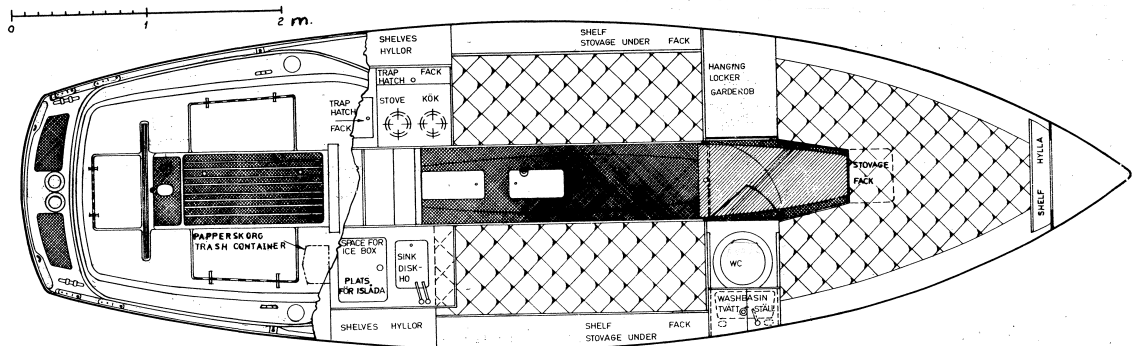 0 1 2 m.
SHELVES
HYLLOR
SHELF
STOVAGE UNDER FACK
TRAP FACK
HATCH
HANGING
LOCKER
GARDEROB
TRAP
HATCH
FACK
STOVE KÖK
STOVAGE
FACK
SHELF HYLLA
PAPPERSKORG
TRASH CONTAINER
SPACE FOR
ICE BOX
PLATS
FÖR ISLÅDA
SINK
DISK-
HO
WC
WASHBASIN
TVÄTT STÄLL
SHELVES HYLLOR
SHELF FACK
STOVAGE UNDER